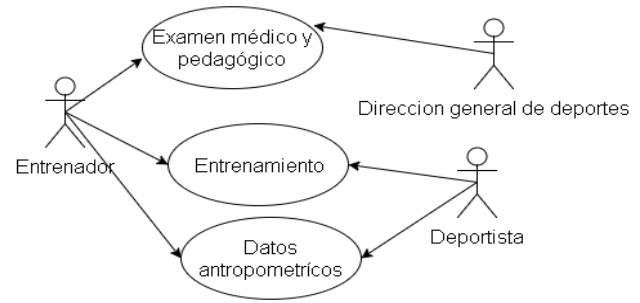 Examen médico y
pedagógico
Direccion general de deportes
Entrenador
Entrenamiento
Deportista
Datos
antropometrícos